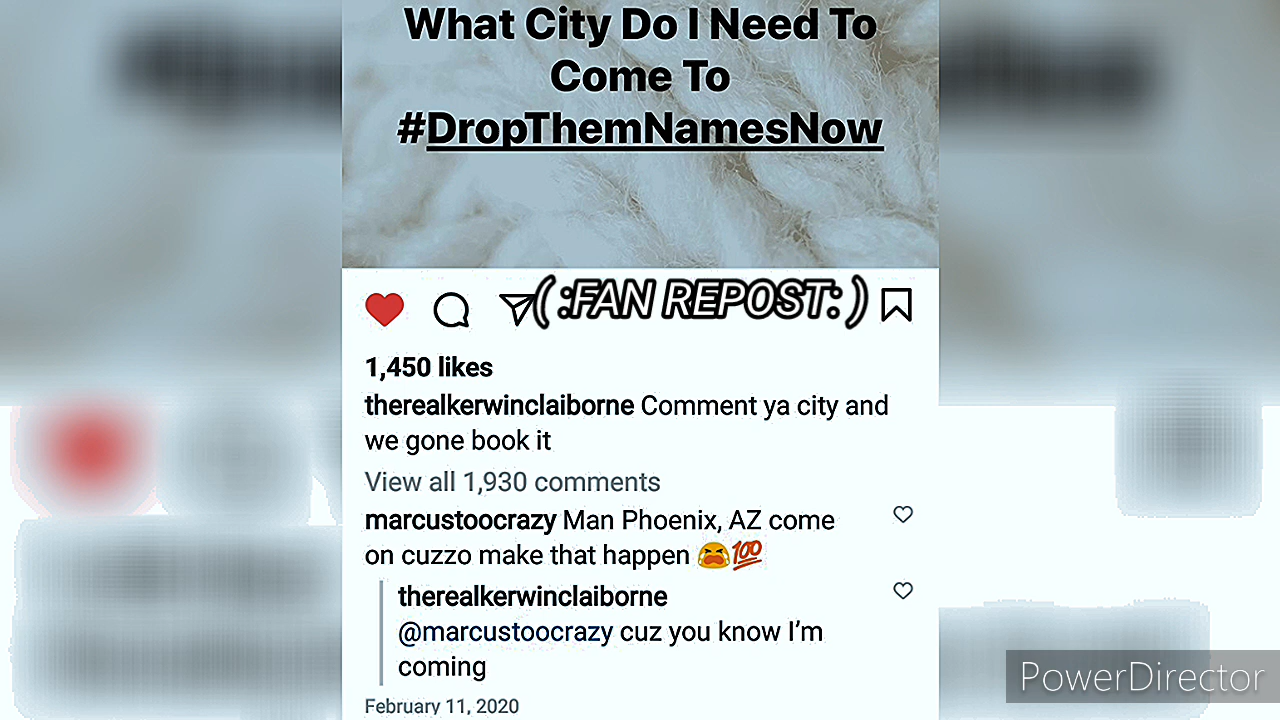 What City Do I Need To
Come To
#DropThemNamesNow
( :FAN REPOST: )
1,450 likes
therealkerwinclaiborne Comment ya city and
we gone book it
View all 1,930 comments
marcustoocrazy Man Phoenix, AZ come
on cuzzo make that happen 😭💯
therealkerwinclaiborne
@marcustoocrazy cuz you know I’m
coming
February 11, 2020
PowerDirector